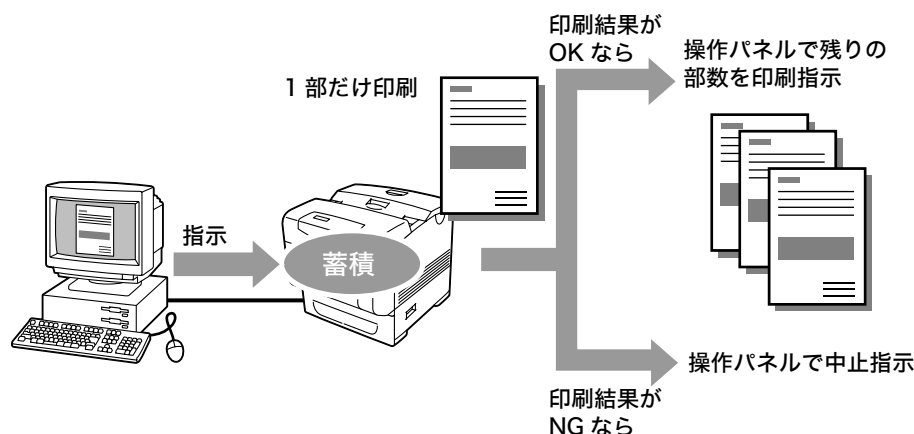 印刷結果が
OK なら
操作パネルで残りの
部数を印刷指示
1 部だけ印刷
指示
蓄積
操作パネルで中止指示
印刷結果が
NG なら